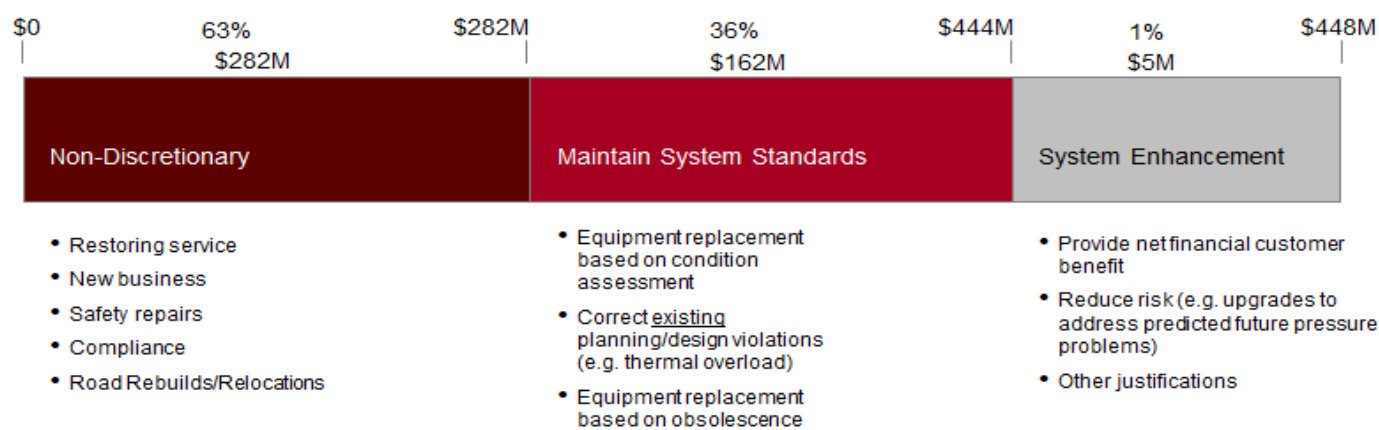 $0 63% $282M 36% $444M 1% $448M
$282M $162M $5M
Non-Discretionary Maintain System Standards System Enhancement
• Restoring service
• New business
• Safety repairs
• Compliance
• Road Rebuilds/Relocations
• Equipment replacement
based on condition
assessment
• Correct existing
planning/design violations
(e.g. thermal overload)
• Equipment replacement
based on obsolescence
• Provide net financial customer
benefit
• Reduce risk (e.g. upgrades to
address predicted future pressure
problems)
• Other justifications